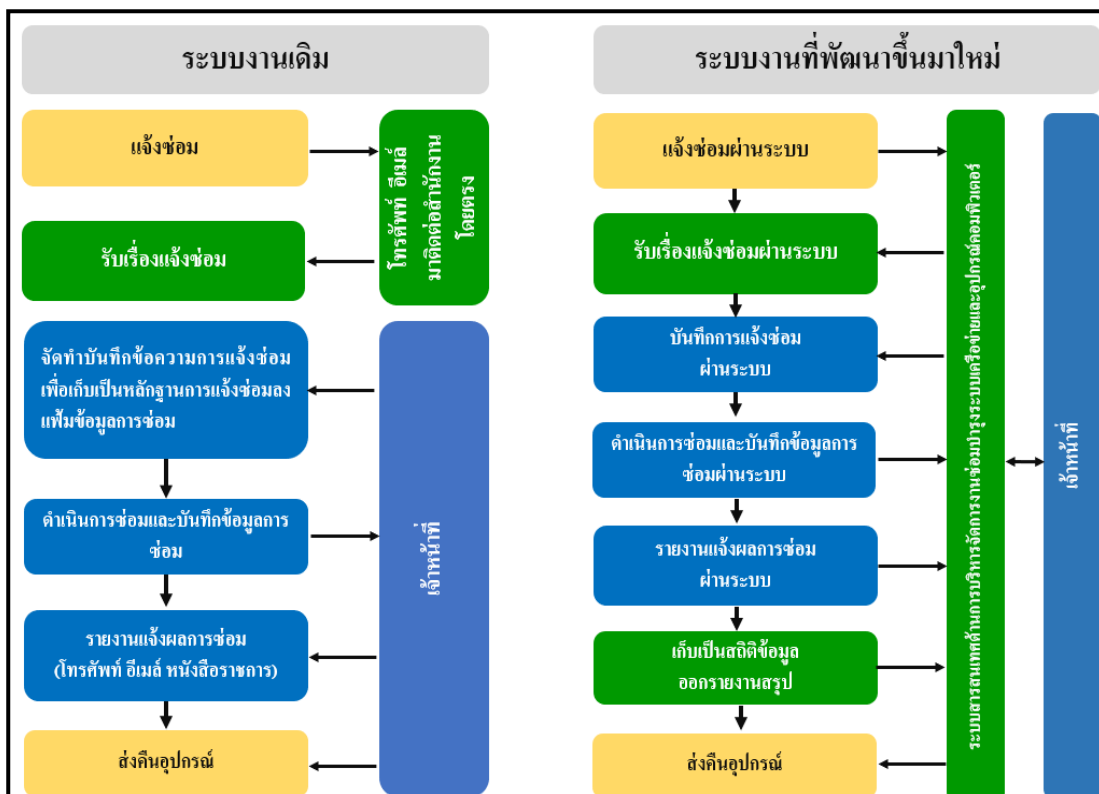 ระบบงานเดิม
แจ้งซ่อม
โทรศัพท์ อีเมล์
มาติดต่อสำนักงาน
โดยตรง
รับเรื่องแจ้งซ่อม
จัดทำบันทึกข้อความการแจ้งซ่อม
เพื่อเก็บเป็นหลักฐานการแจ้งซ่อมลง
แฟ้มข้อมูลการซ่อม
ดำเนินการซ่อมและบันทึกข้อมูลการ
ซ่อม
รายงานแจ้งผลการซ่อม
(โทรศัพท์ อีเมล์ หนังสือราชการ)
ส่งคืนอุปกรณ์
เจ้าหน้าที่
ระบบงานที่พัฒนาขึ้นมาใหม่
แจ้งซ่อมผ่านระบบ
รับเรื่องแจ้งซ่อมผ่านระบบ
บันทึกการแจ้งซ่อม
ผ่านระบบ
ดำเนินการซ่อมและบันทึกข้อมูลการ
ซ่อมผ่านระบบ
รายงานแจ้งผลการซ่อม
ผ่านระบบ
เก็บเป็นสถิติข้อมูล
ออกรายงานสรุป
ส่งคืนอุปกรณ์
ระบบสารสนเทศด้านการบริหารจัดการงานซ่อมบำรุงระบบเครือข่ายและอุปกรณ์คอมพิวเตอร์
เจ้าหน้าที่